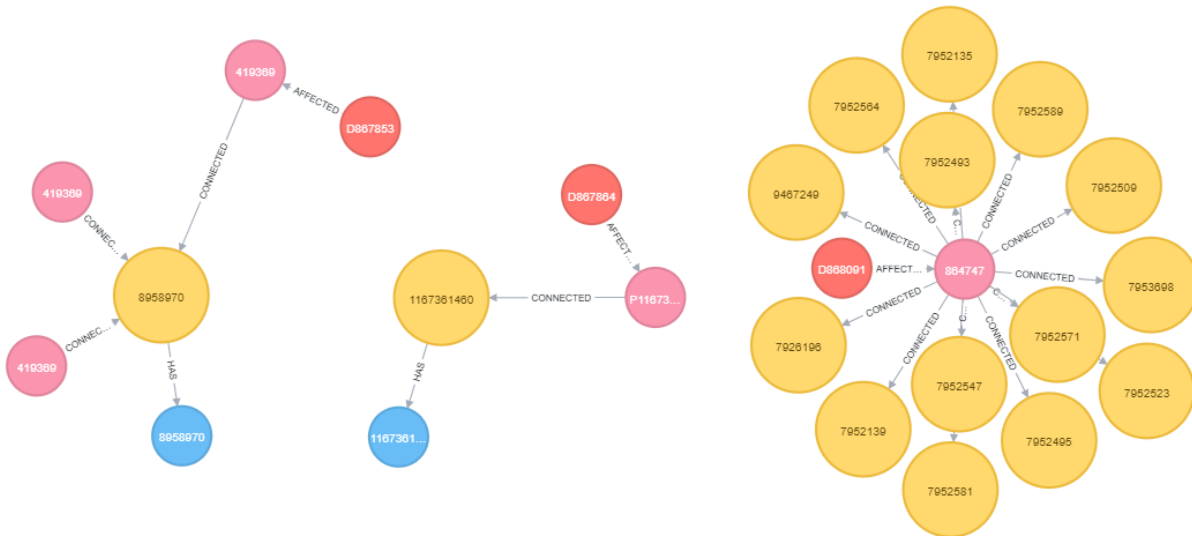 419369
AFFECTED
D867853
CONNECTED
419369
CONNEC...
8958970
CONNEC...
419369
HAS
8958970
D867864
AFFECT...
P11673...
CONNECTED
1167361460
HAS
1167361...
7952135
7952564
7952589
7952493
9467249
7952509
CONNECTED
CONNECTED
C...
CONNECTED
CONNECTED
D868091
AFFECT...
864747
CONNECTED
7953698
CONNECTED
C...
7926196
7952571
CONNECTED
C...
CONNECTED
7952547
7952523
7952139
7952495
7952581